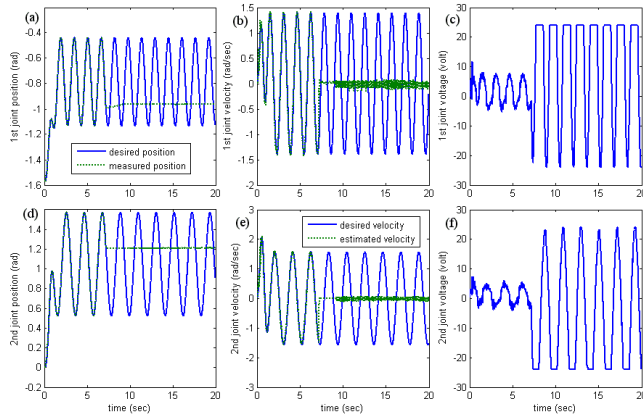 (a)
-0.4
-0.6
-0.8
-1
-1.2
-1.4
-1.6
0 5 10 15 20
1st joint position (rad)
desired position
measured position
(b)
1.5
1
0.5
0
-0.5
-1
-1.5
0 5 10 15 20
1st joint velocity (rad/sec)
(c)
30
20
10
0
-10
-20
-30
0 5 10 15 20
1st joint voltage (volt)
(d)
1.6
1.4
1.2
1
0.8
0.6
0.4
0.2
0
-0.2
0 5 10 15 20
2nd joint position (rad)
time (sec)
(e)
3
2
1
0
-1
-2
-3
0 5 10 15 20
2nd joint velocity (rad/sec)
desired velocity
estimated velocity
time (sec)
(f)
30
20
10
0
-10
-20
-30
0 5 10 15 20
2nd joint voltage (volt)
time (sec)